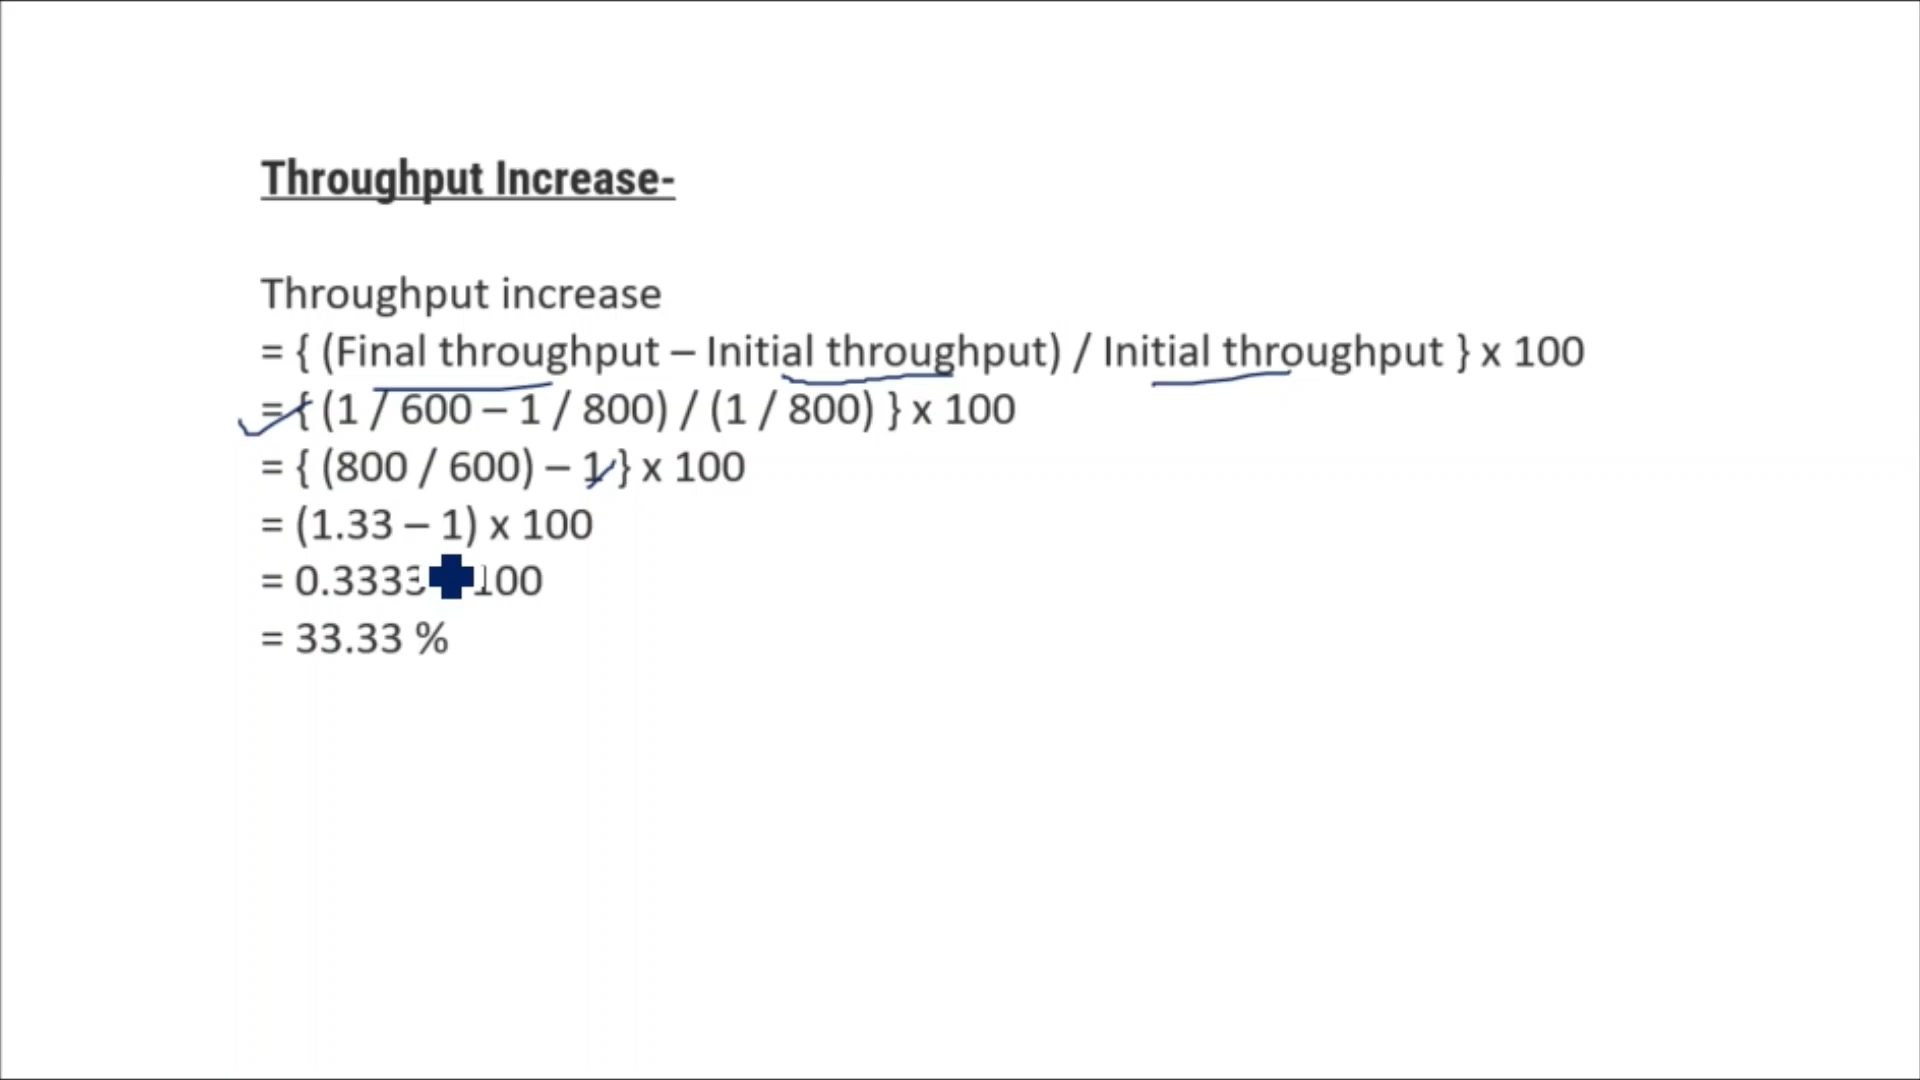 Throughput Increase-
Throughput increase
= { (Final throughput – Initial throughput) / Initial throughput } x 100
= { (1 / 600 – 1 / 800) / (1 / 800) } x 100
= { (800 / 600) – 1 } x 100
= (1.33 – 1) x 100
= 0.3333 100
= 33.33 %